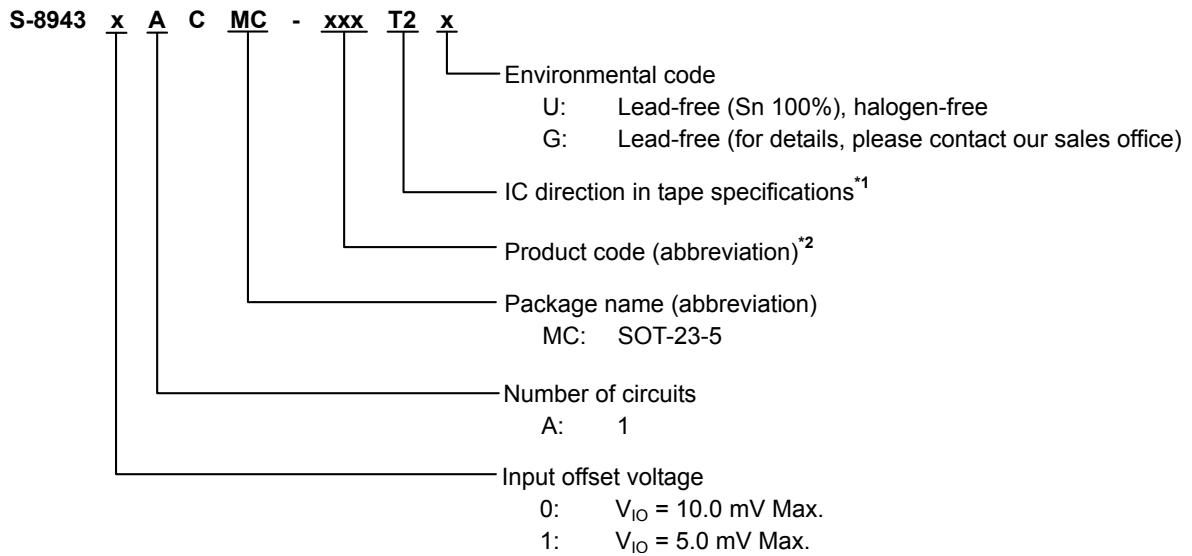 S-8943 x A C MC - xxx T2 x
Environmental code
U: Lead-free (Sn 100%), halogen-free
G: Lead-free (for details, please contact our sales office)
IC direction in tape specifications*1
Product code (abbreviation)*2
Package name (abbreviation)
MC: SOT-23-5
Number of circuits
A: 1
Input offset voltage
0: VIO = 10.0 mV Max.
1: VIO = 5.0 mV Max.